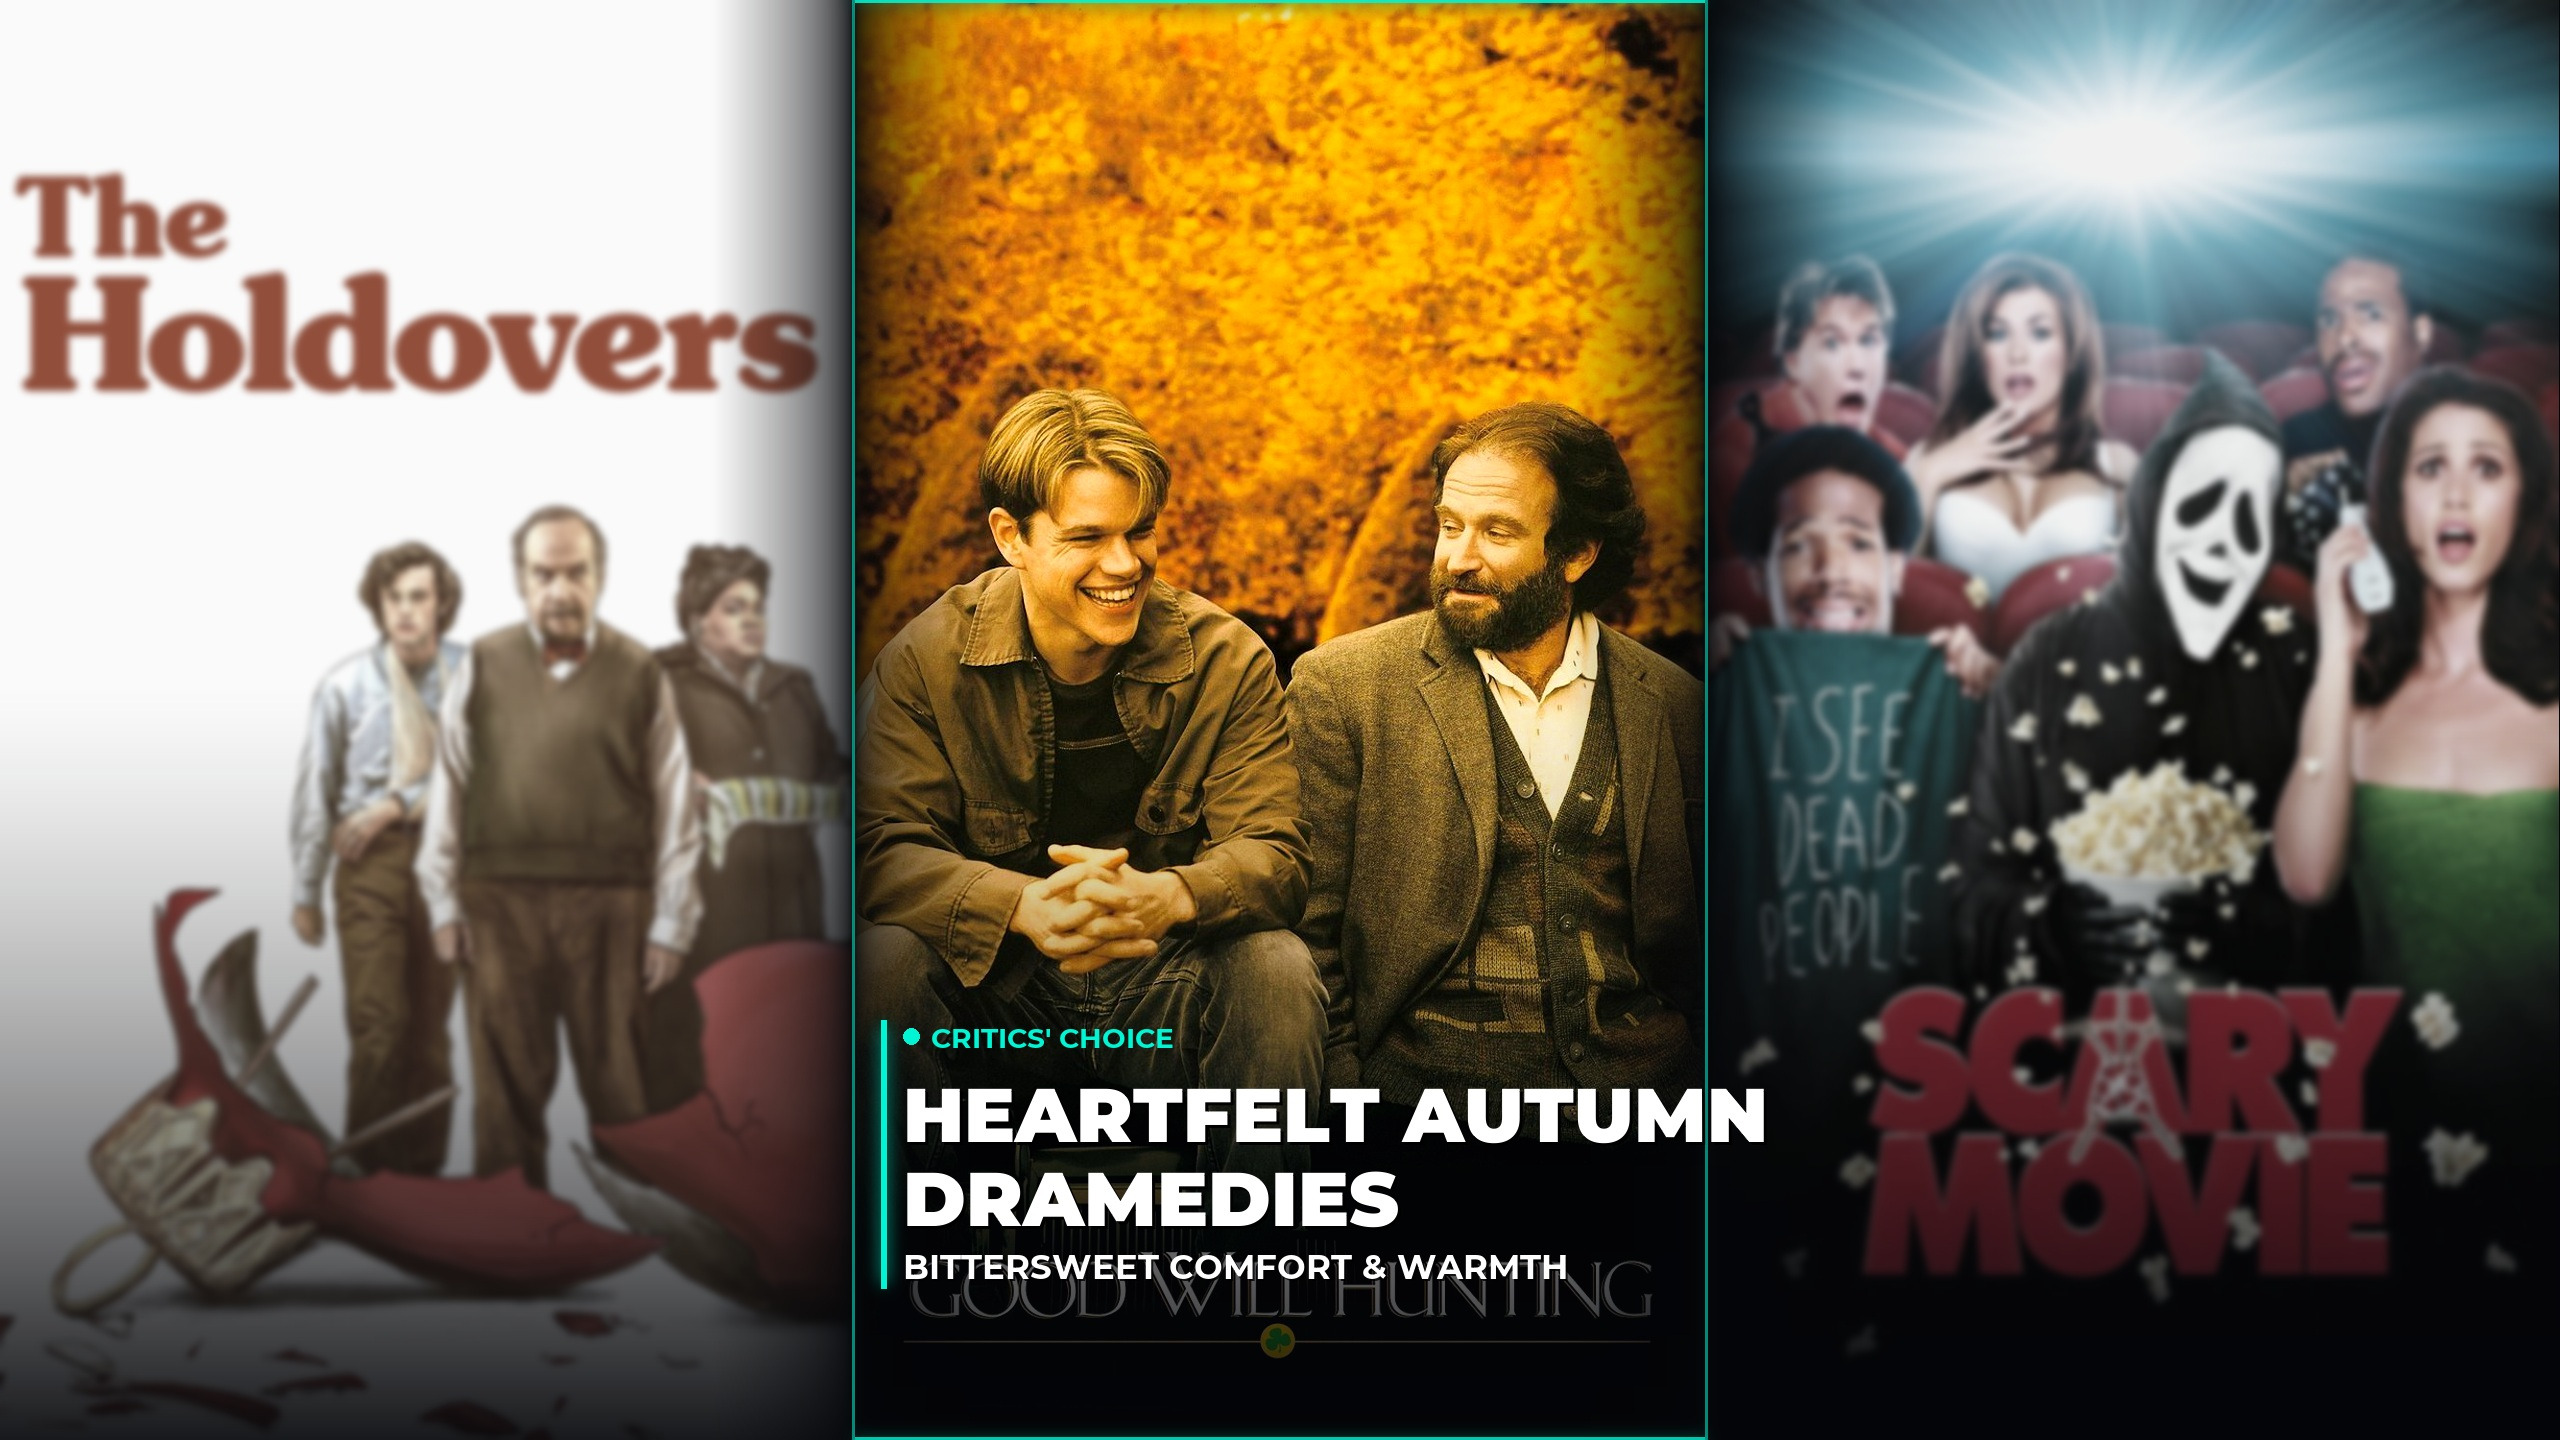 The
Holdovers
CRITICS' CHOICE
HEARTFELT AUTUMN
DRAMEDIES
BITTERSWEET COMFORT & WARMTH
GOOD WILL HUNTING
I SEE
DEAD
PEOPLE
SCARY
MOVIE